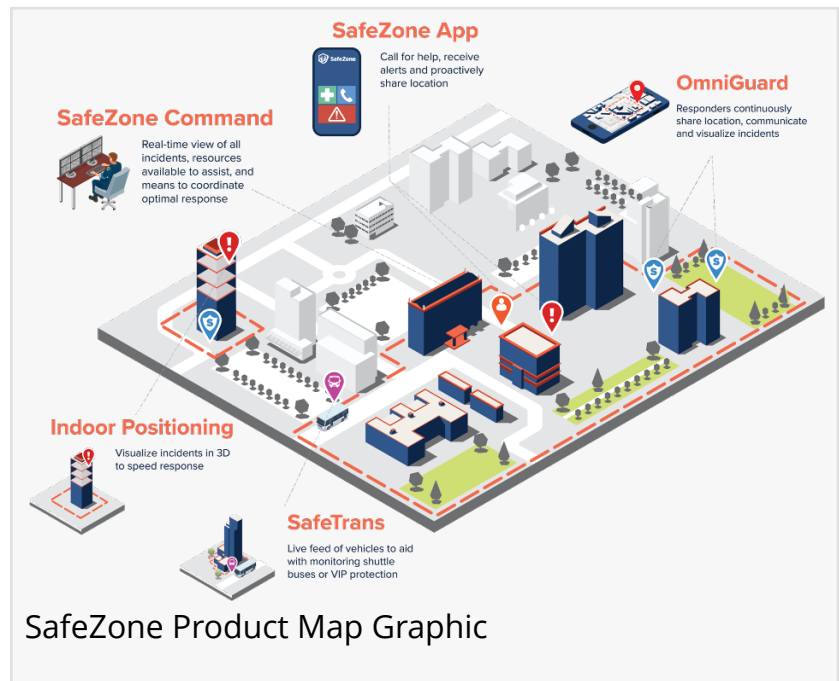 SafeZone App
Call for help, receive
alerts and proactively
share location
SafeZone
OmniGuard
Responders continuously
share location, communicate
and visualize incidents
SafeZone Command
Real-time view of all
incidents, resources
available to assist, and
means to coordinate
optimal response
Indoor Positioning
Visualize incidents in 3D
to speed response
SafeTrans
Live feed of vehicles to aid
with monitoring shuttle
buses or VIP protection
SafeZone Product Map Graphic